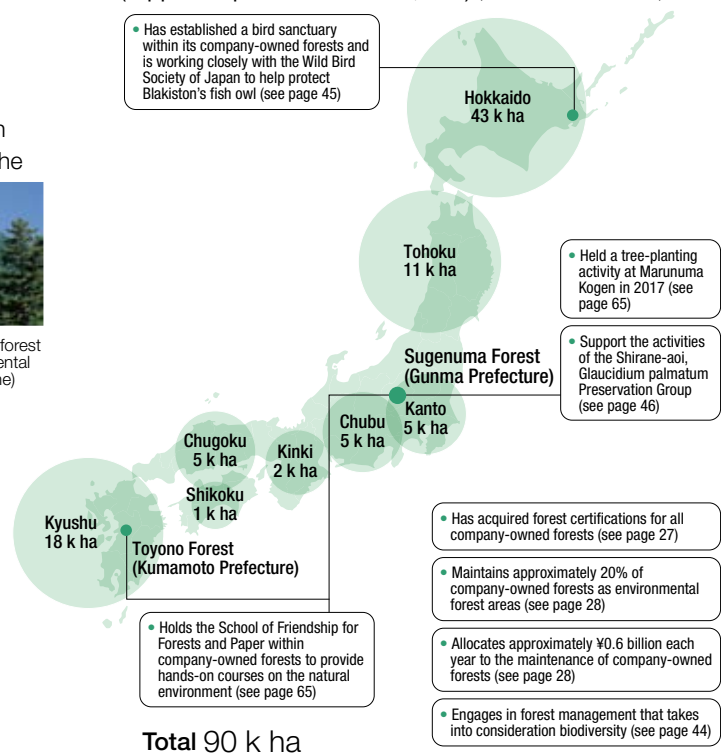 • Has established a bird sanctuary
within its company-owned forests and
is working closely with the Wild Bird
Society of Japan to help protect
Blakiston's fish owl (see page 45)
Hokkaido
43 k ha
he
Tohoku
11 k ha
• Held a tree-planting
activity at Marunuma
Kogen in 2017 (see
page 65)
forest
ental
ne)
Sugenuma Forest
(Gunma Prefecture)
• Support the activities
of the Shirane-aoi,
Glaucidium palmatum
Preservation Group
(see page 46)
Kanto
5 k ha
Chubu
5 k ha
Chugoku
5 k ha
Kinki
2 k ha
Shikoku
1 k ha
Kyushu
18 k ha
Toyono Forest
(Kumamoto Prefecture)
• Has acquired forest certifications for all
company-owned forests (see page 27)
• Maintains approximately 20% of
company-owned forests as environmental
forest areas (see page 28)
• Allocates approximately ¥0.6 billion each
year to the maintenance of company-owned
forests (see page 28)
• Engages in forest management that takes
into consideration biodiversity (see page 44)
• Holds the School of Friendship for
Forests and Paper within
company-owned forests to provide
hands-on courses on the natural
environment (see page 65)
Total 90 k ha